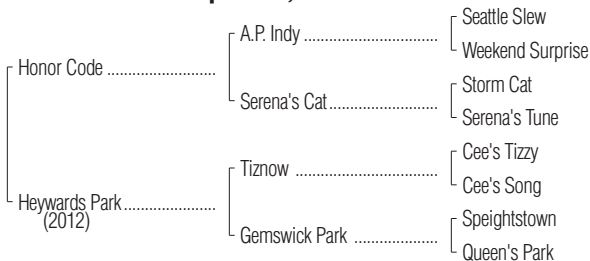 Seattle Slew
A.P. Indy
Weekend Surprise
Honor Code
Storm Cat
Serena's Cat
Serena's Tune
Cee's Tizzy
Tiznow
Cee's Song
Heywards Park
(2012)
Speightstown
Gemswick Park
Queen's Park